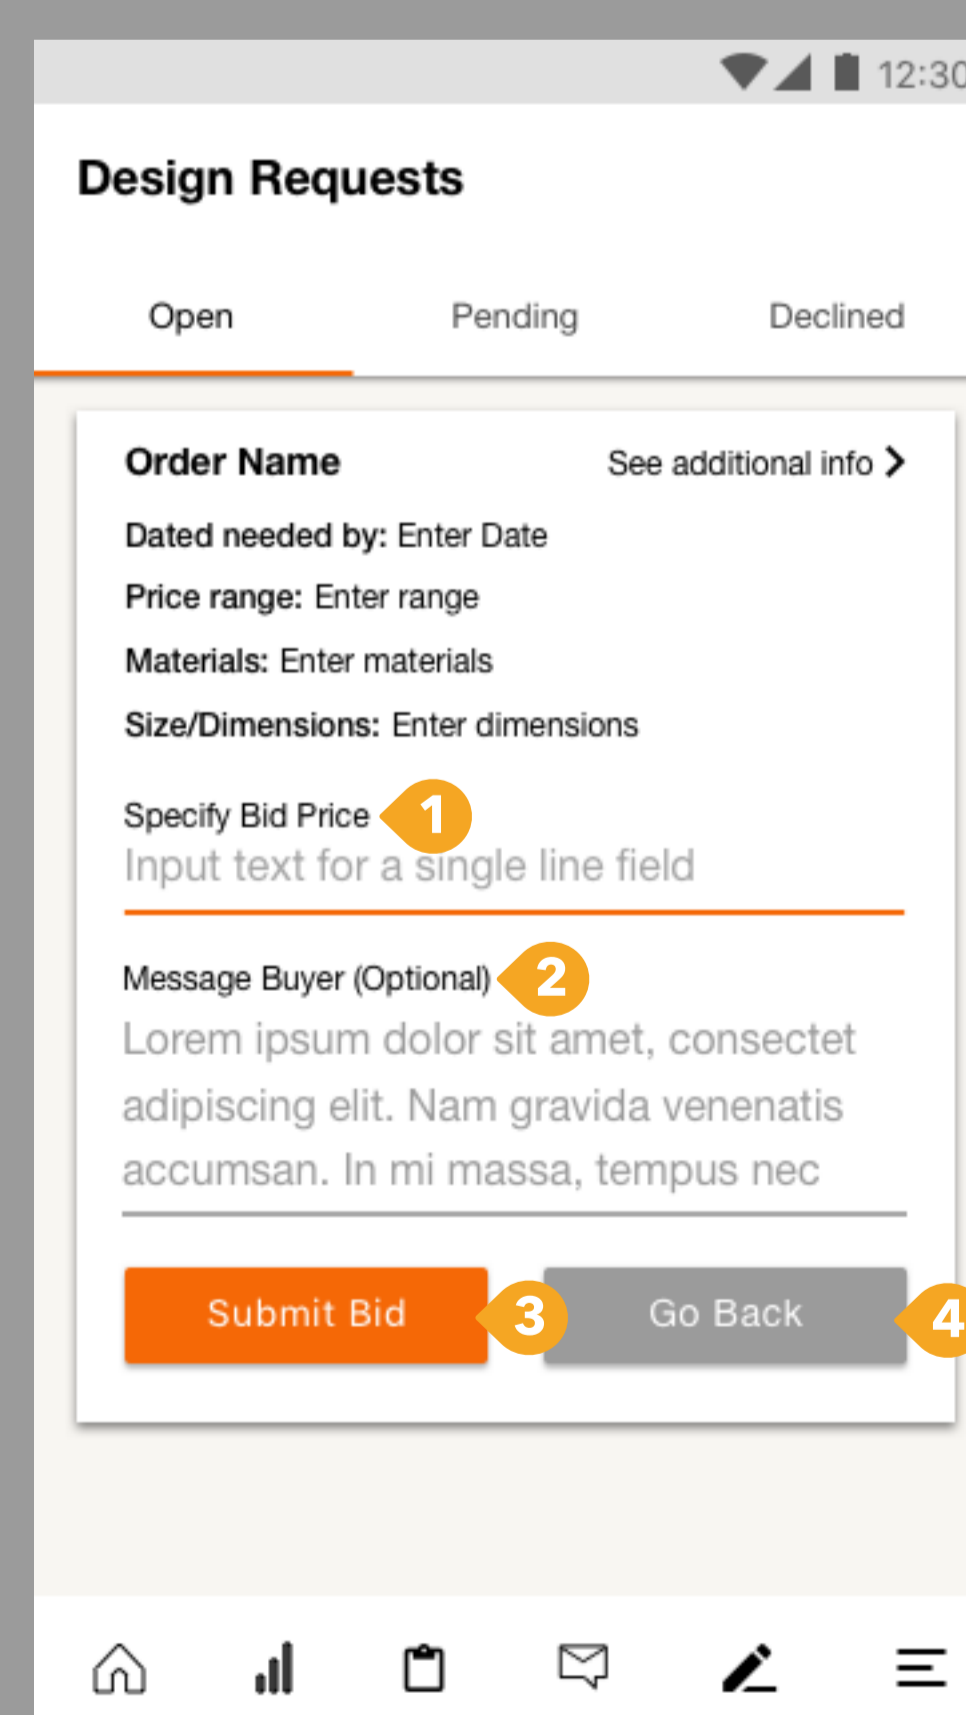 12:30
Design Requests
Open Pending Declined
Order Name See additional info
Dated needed by: Enter Date
Price range: Enter range
Materials: Enter materials
Size/Dimensions: Enter dimensions
Specify Bid Price 1
Input text for a single line field
Message Buyer (Optional) 2
Lorem ipsum dolor sit amet, consectet
adipiscing elit. Nam gravida venenatis
accumsan. In mi massa, tempus nec
Submit Bid 3 Go Back 4